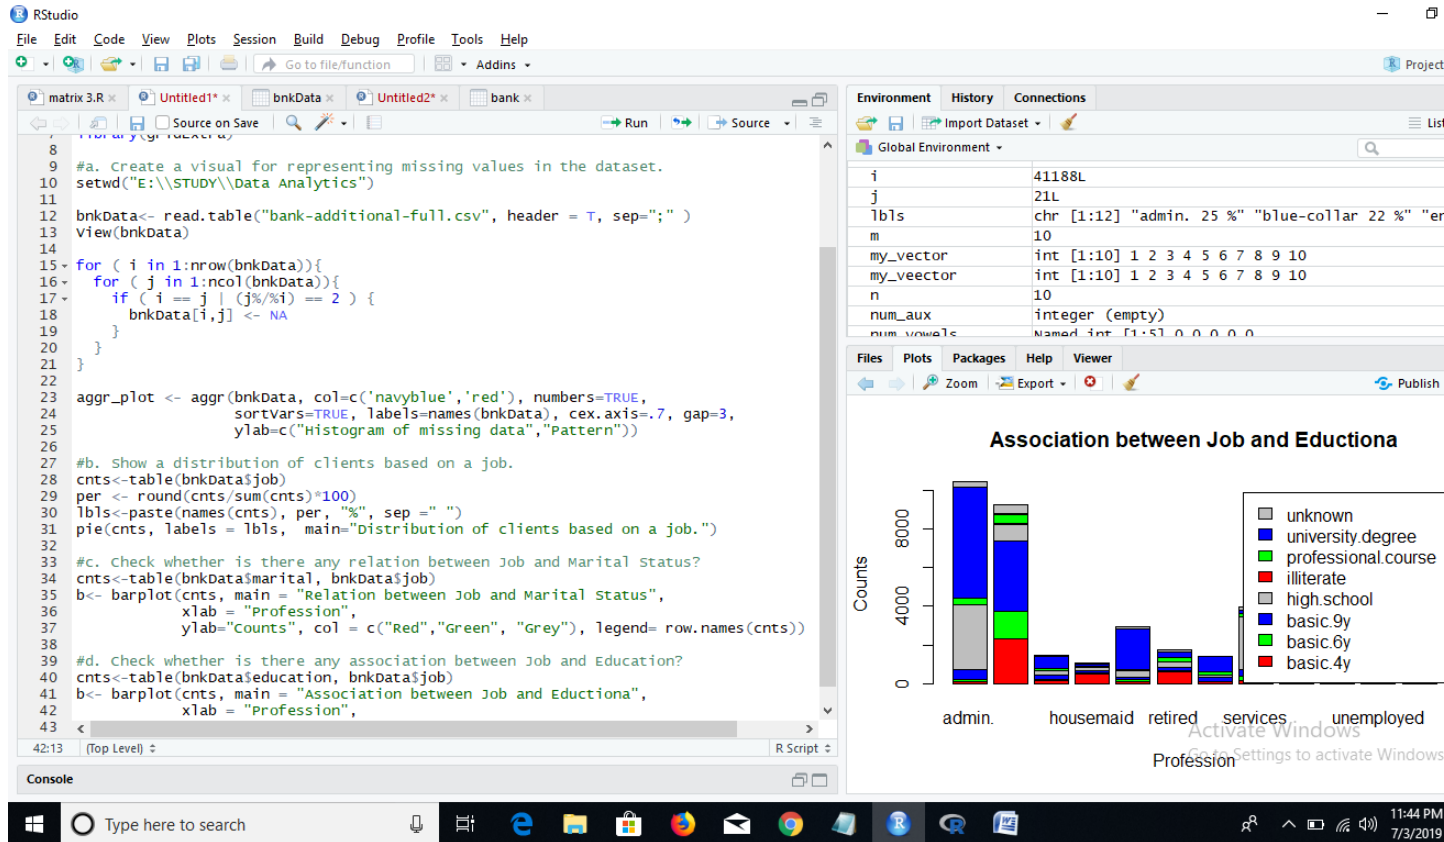 RStudio
File Edit Code View Plots Session Build Debug Profile Tools Help
Go to file/function Addins Project
matrix 3.R Untitled1* bnkData Untitled2* bank
Source on Save Run Source
8
9 #a. Create a visual for representing missing values in the dataset.
10 setwd("E:\\STUDY\\Data Analytics")
11
12 bnkData<- read.table("bank-additional-full.csv", header = T, sep=";" )
13 View(bnkData)
14
15 for ( i in 1:nrow(bnkData)){
16 for ( j in 1:ncol(bnkData)){
17 if ( i == j | (j%/%i) == 2 ) {
18 bnkData[i,j] <- NA
19 }
20 }
21 }
22
23 aggr_plot <- aggr(bnkData, col=c('navyblue','red'), numbers=TRUE,
24 sortVars=TRUE, labels=names(bnkData), cex.axis=.7, gap=3,
25 ylab=c("Histogram of missing data","Pattern"))
26
27 #b. Show a distribution of clients based on a job.
28 cnts<-table(bnkData$job)
29 per <- round(cnts/sum(cnts)*100)
30 lbls<-paste(names(cnts), per, "%", sep =" ")
31 pie(cnts, labels = lbls, main="Distribution of clients based on a job.")
32
33 #c. Check whether is there any relation between Job and Marital Status?
34 cnts<-table(bnkData$marital, bnkData$job)
35 b<- barplot(cnts, main = "Relation between Job and Marital Status",
36 xlab = "Profession",
37 ylab="Counts", col = c("Red","Green", "Grey"), legend= row.names(cnts))
38
39 #d. Check whether is there any association between Job and Education?
40 cnts<-table(bnkData$education, bnkData$job)
41 b<- barplot(cnts, main = "Association between Job and Eductiona",
42 xlab = "Profession",
43
42:13 (Top Level) R Script
Console
Environment History Connections
Import Dataset List
Global Environment
i 41188L
j 21L
lbls chr [1:12] "admin. 25 %" "blue-collar 22 %" "er
m 10
my_vector int [1:10] 1 2 3 4 5 6 7 8 9 10
my_veector int [1:10] 1 2 3 4 5 6 7 8 9 10
n 10
num_aux integer (empty)
num_vowels Named int [1:5] 0 0 0 0 0
Files Plots Packages Help Viewer
Zoom Export Publish
Association between Job and Eductiona
Counts
8000
4000
0
unknown
university.degree
professional.course
illiterate
high.school
basic.9y
basic.6y
basic.4y
admin. housemaid retired services unemployed
Profession
Activate Windows
Go to Settings to activate Windows
Type here to search
11:44 PM
7/3/2019